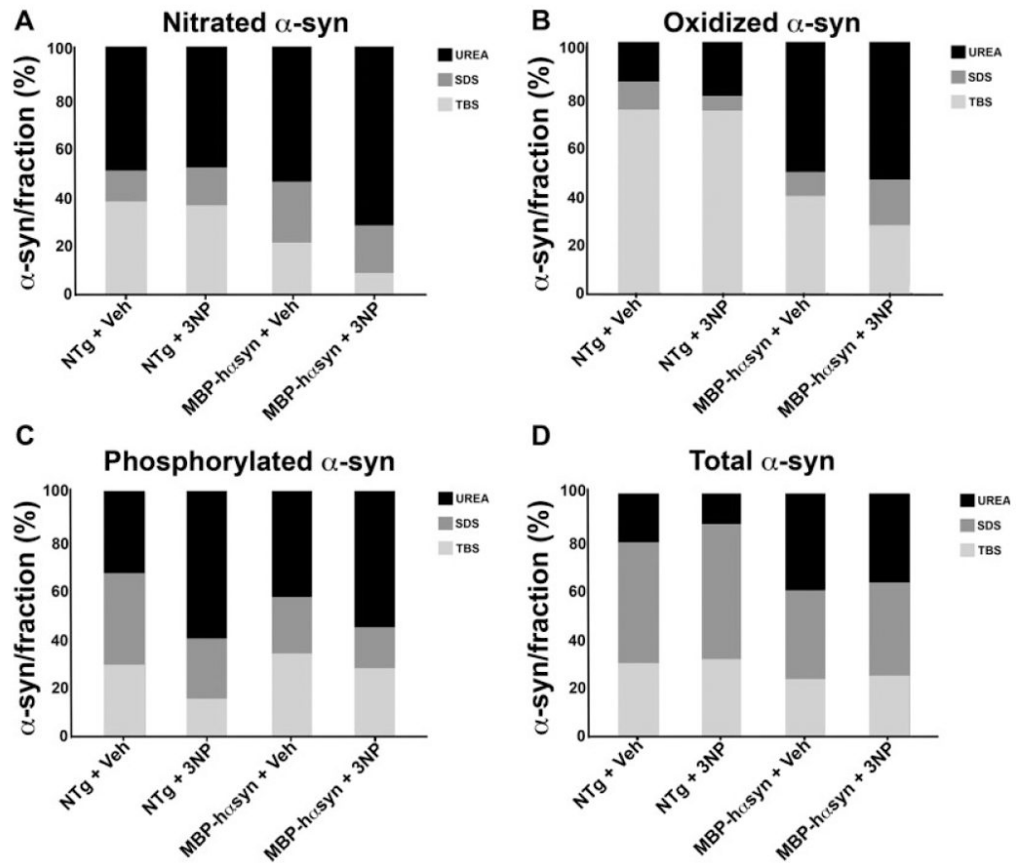 A
Nitrated α-syn
α-syn/fraction (%)
100
80
60
40
20
0
UREA
SDS
TBS
NTg + Veh
NTg + 3NP
MBP-hαsyn + Veh
MBP-hαsyn + 3NP
B
Oxidized α-syn
α-syn/fraction (%)
100
80
60
40
20
0
UREA
SDS
TBS
NTg + Veh
NTg + 3NP
MBP-hαsyn + Veh
MBP-hαsyn + 3NP
C
Phosphorylated α-syn
α-syn/fraction (%)
100
80
60
40
20
0
UREA
SDS
TBS
NTg + Veh
NTg + 3NP
MBP-hαsyn + Veh
MBP-hαsyn + 3NP
D
Total α-syn
α-syn/fraction (%)
100
80
60
40
20
0
UREA
SDS
TBS
NTg + Veh
NTg + 3NP
MBP-hαsyn + Veh
MBP-hαsyn + 3NP